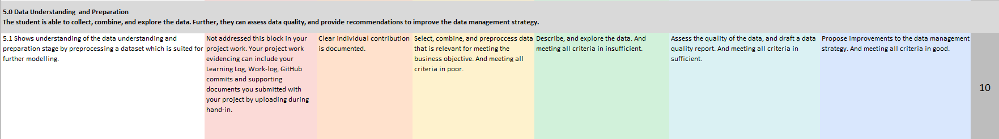 5.0 Data Understanding and Preparation
The student is able to collect, combine, and explore the data. Further, they can assess data quality, and provide recommendations to improve the data management strategy.
5.1 Shows understanding of the data understanding and
preparation stage by preprocessing a dataset which is suited for
further modelling.
Not addressed this block in your
project work. Your project work
evidencing can include your
Learning Log, Work-log, GitHub
commits and supporting
documents you submitted with
your project by uploading during
hand-in.
Clear individual contribution
is documented.
Select, combine, and preproccess data
that is relevant for meeting the
business objective. And meeting all
criteria in poor.
Describe, and explore the data. And
meeting all criteria in insufficient.
Assess the quality of the data, and draft a data
quality report. And meeting all criteria in
sufficient.
Propose improvements to the data management
strategy. And meeting all criteria in good.
10